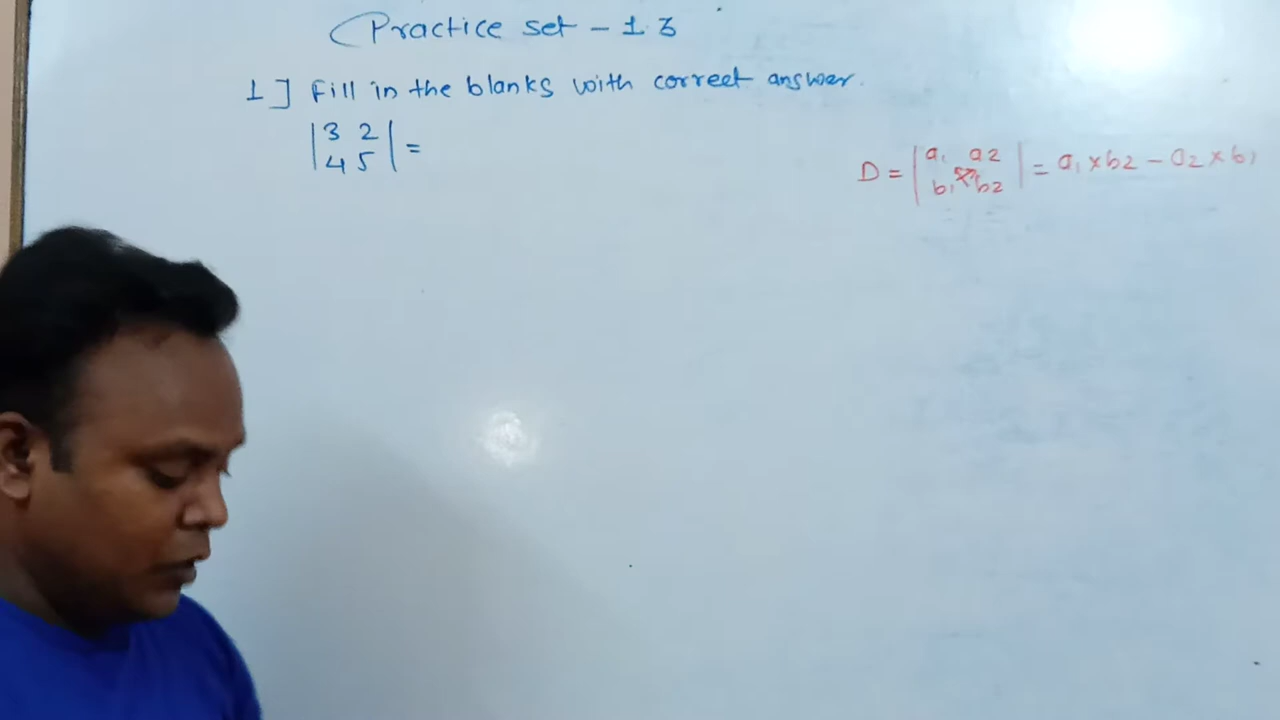 Practice set - 1.3
1] Fill in the blanks with correct answer.
|3 2|
|4 5| =
D = |a1 a2|
|b1 b2| = a1 × b2 - a2 × b1